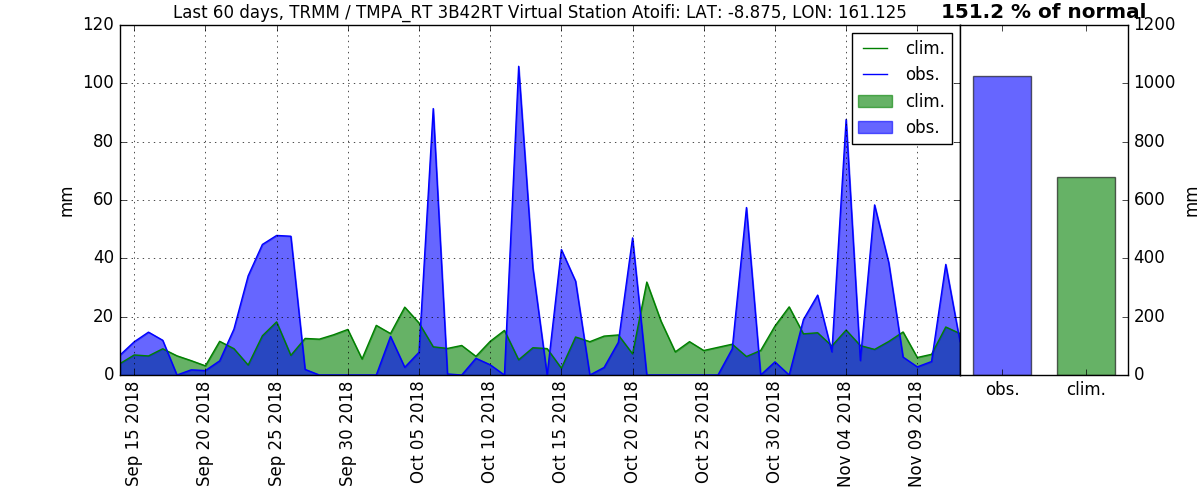 Last 60 days, TRMM / TMPA_RT 3B42RT Virtual Station Atoifi: LAT: -8.875, LON: 161.125
151.2 % of normal
120
100
80
60
40
20
0
mm
clim.
obs.
clim.
obs.
1200
1000
800
600
400
200
0
mm
Sep 15 2018
Sep 20 2018
Sep 25 2018
Sep 30 2018
Oct 05 2018
Oct 10 2018
Oct 15 2018
Oct 20 2018
Oct 25 2018
Oct 30 2018
Nov 04 2018
Nov 09 2018
obs.
clim.